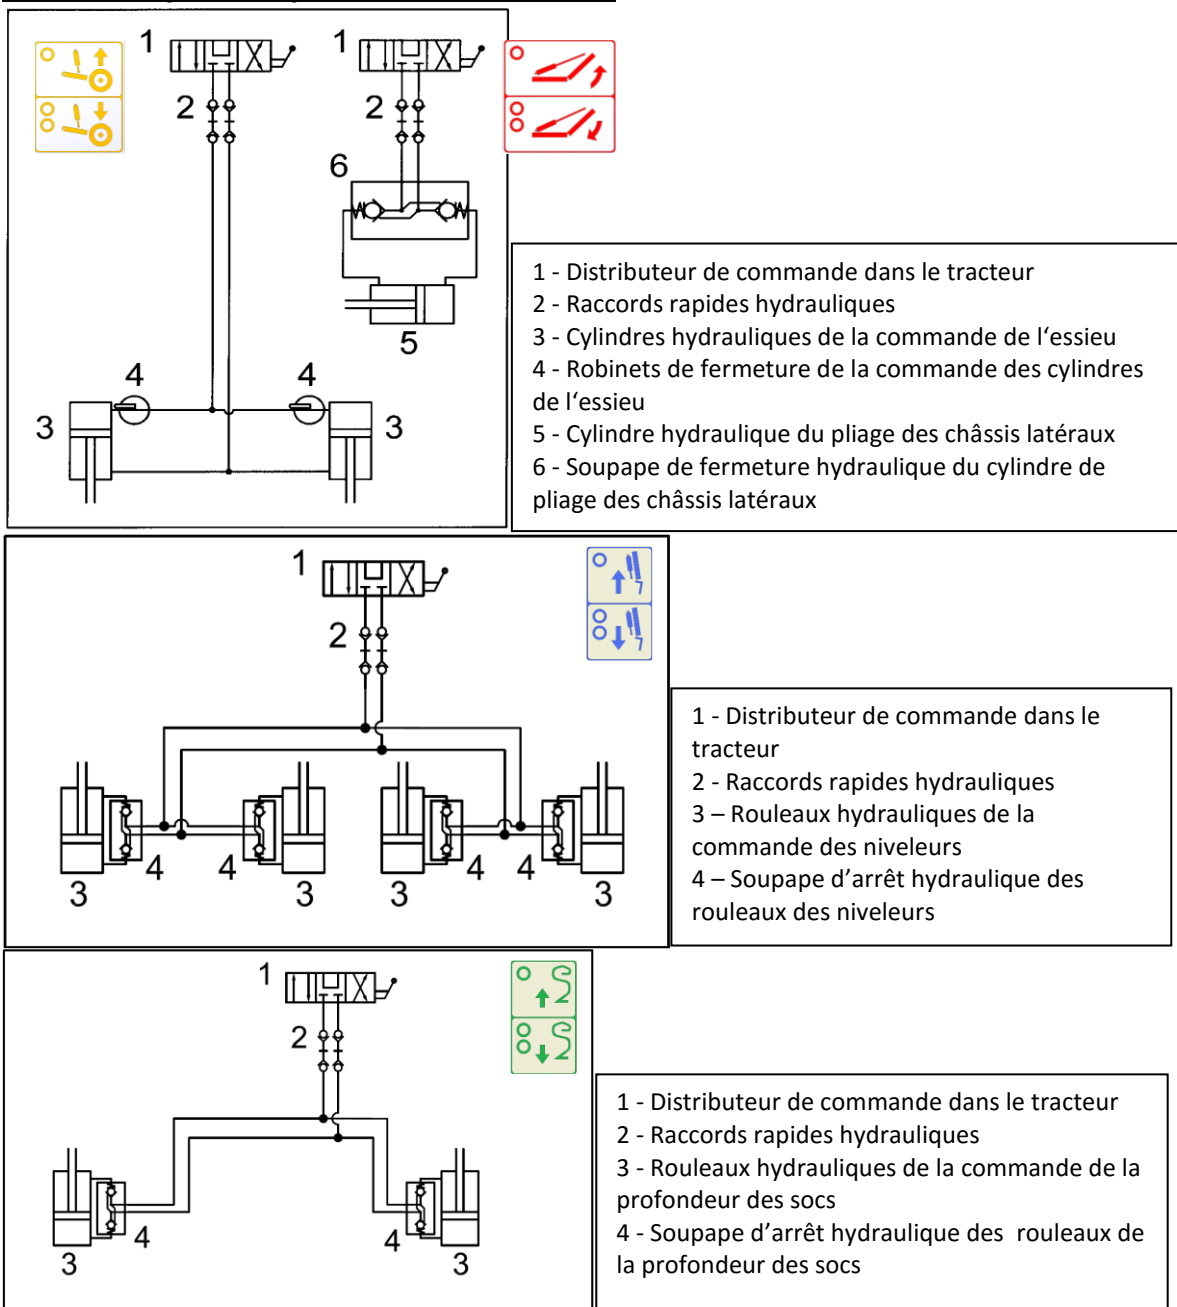 1
1
2
2
6
5
4
4
3
3
1 - Distributeur de commande dans le tracteur
2 - Raccords rapides hydrauliques
3 - Cylindres hydrauliques de la commande de l‘essieu
4 - Robinets de fermeture de la commande des cylindres
de l‘essieu
5 - Cylindre hydraulique du pliage des châssis latéraux
6 - Soupape de fermeture hydraulique du cylindre de
pliage des châssis latéraux
1
2
4
4
4
4
3
3
3
3
1 - Distributeur de commande dans le
tracteur
2 - Raccords rapides hydrauliques
3 – Rouleaux hydrauliques de la
commande des niveleurs
4 – Soupape d’arrêt hydraulique des
rouleaux des niveleurs
1
2
4
4
3
3
1 - Distributeur de commande dans le tracteur
2 - Raccords rapides hydrauliques
3 - Rouleaux hydrauliques de la commande de la
profondeur des socs
4 - Soupape d’arrêt hydraulique des  rouleaux de
la profondeur des socs